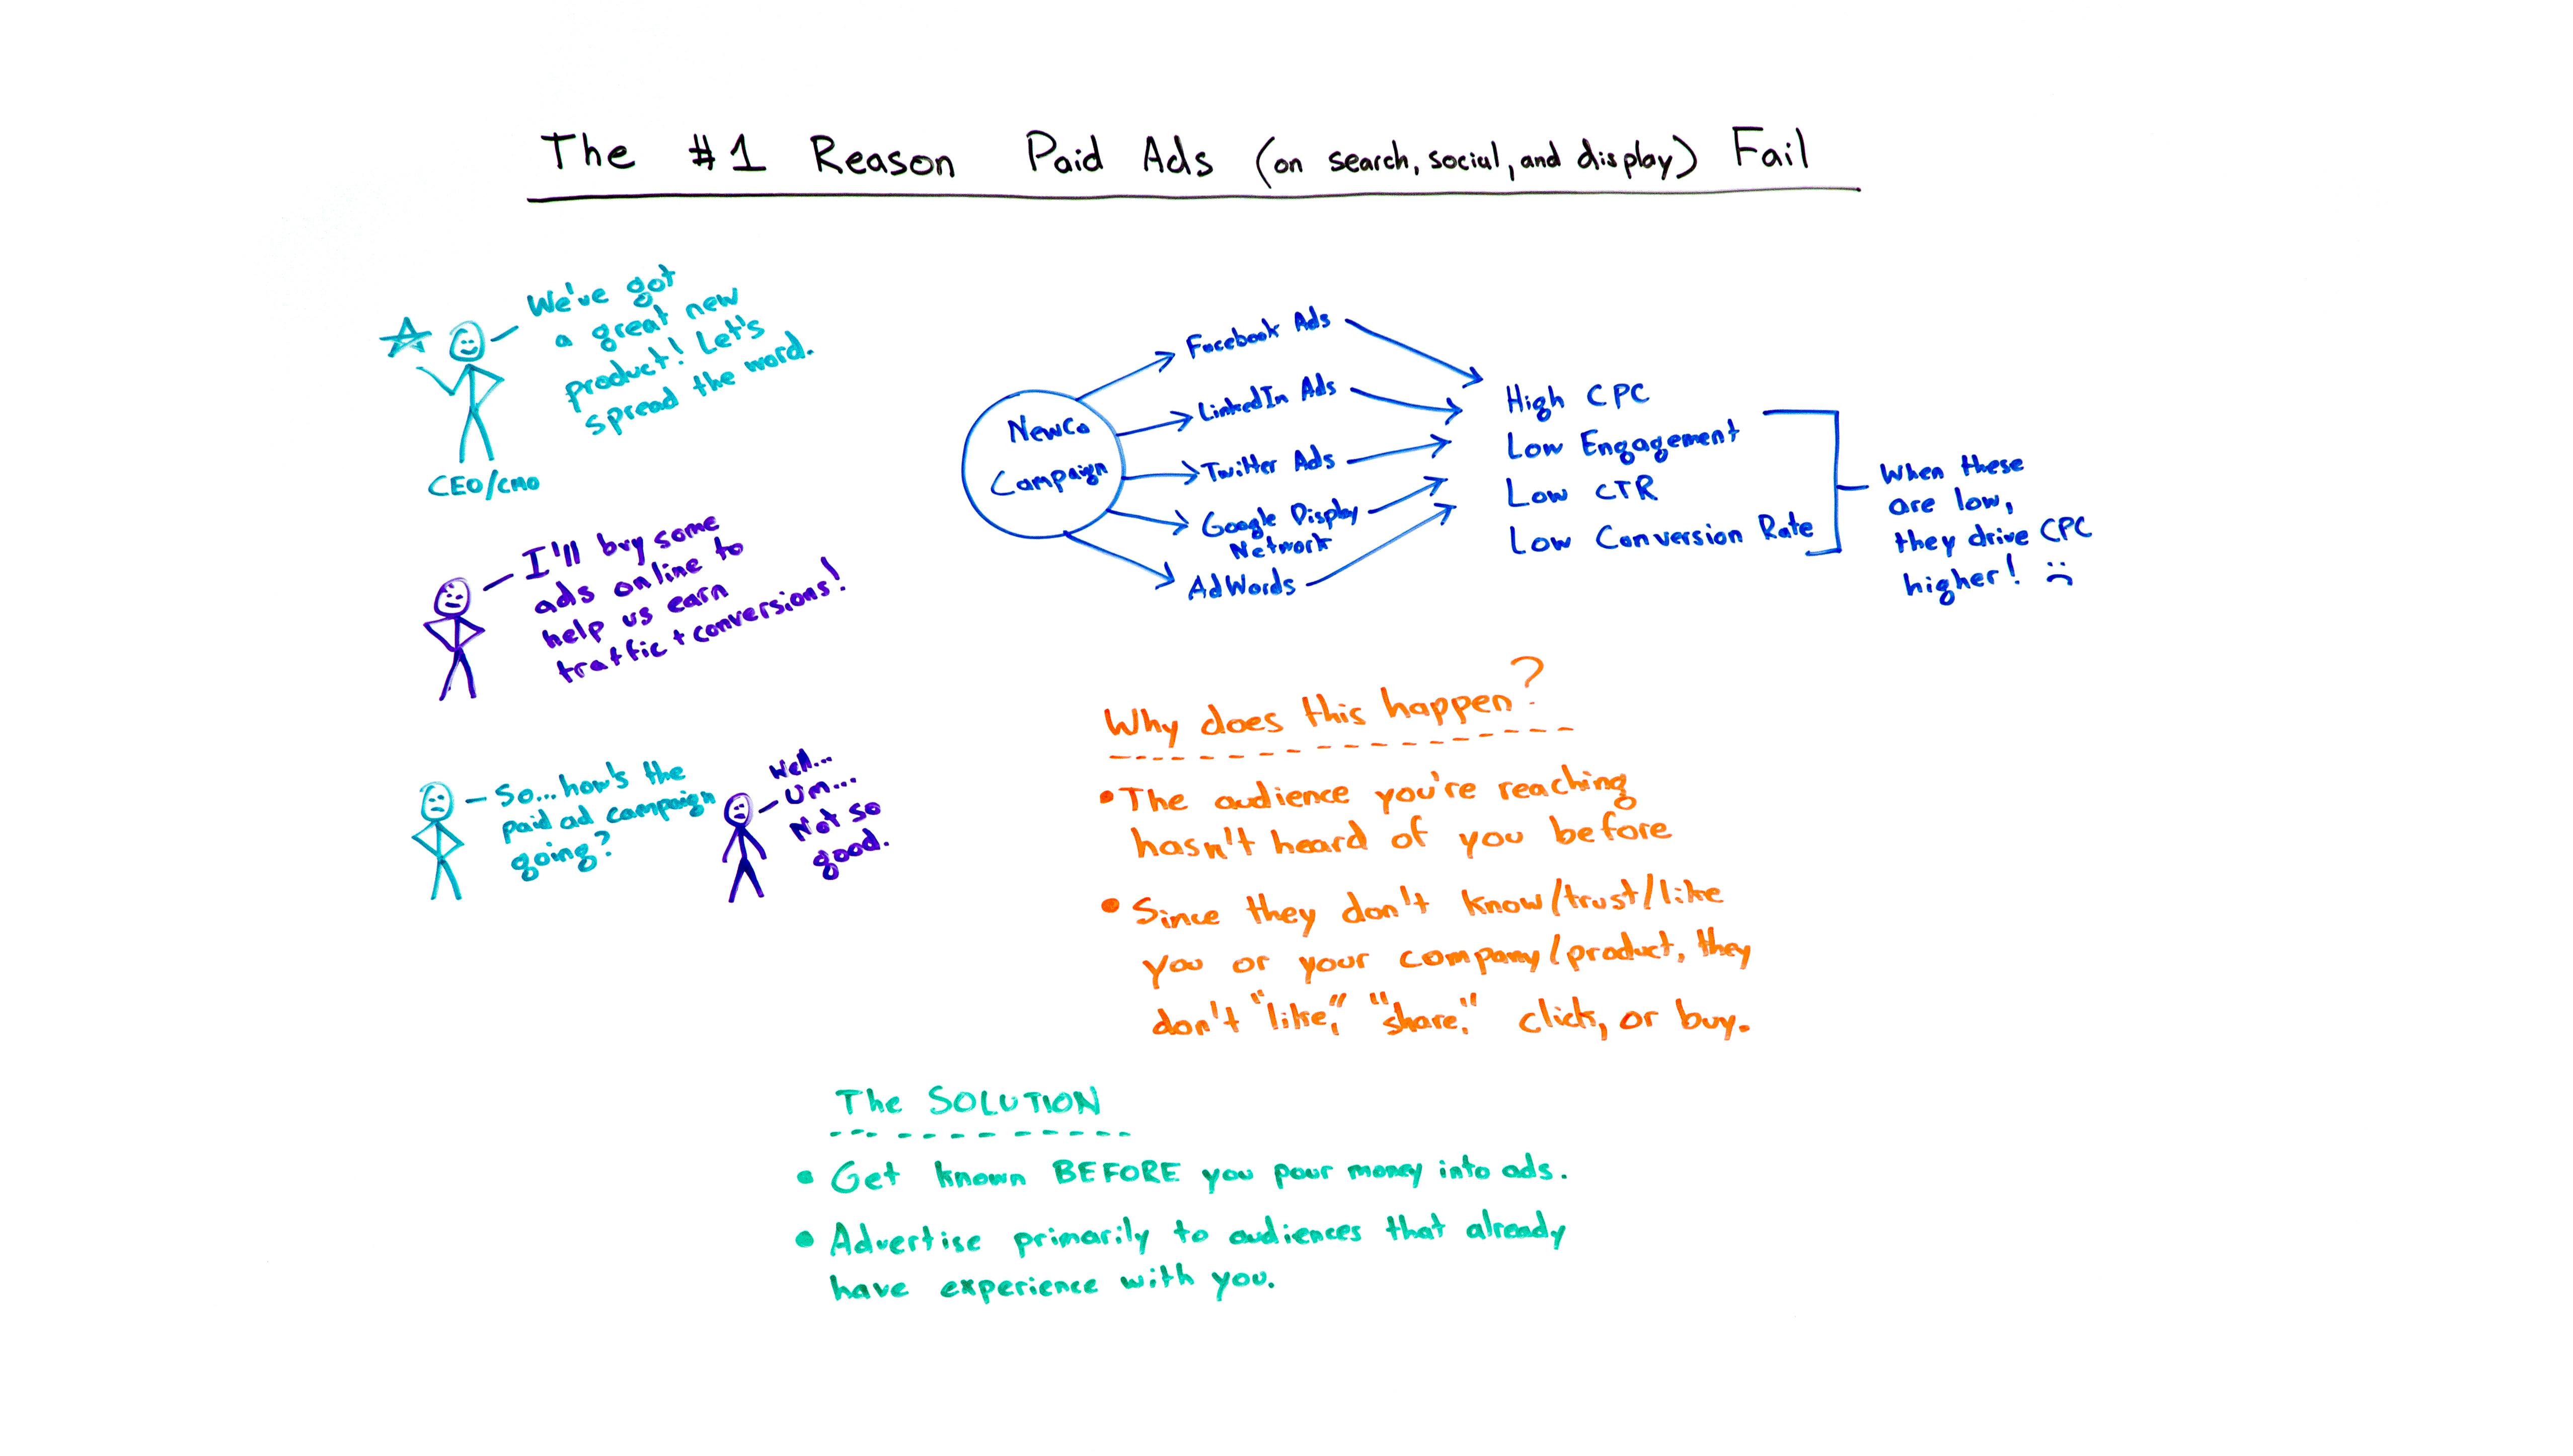 The #1 Reason Paid Ads (on search, social, and display) Fail
We've got
a great new
product! Let's
spread the word.
CEO/CMO
I'll buy some
ads online to
help us earn
traffic + conversions!
So...how's the
paid ad campaign
going?
Well...
Um...
Not so
good.
NewCo
Campaign
Facebook Ads
LinkedIn Ads
Twitter Ads
Google Display
Network
AdWords
High CPC
Low Engagement
Low CTR
Low Conversion Rate
When these
are low,
they drive CPC
higher! :(
Why does this happen?
• The audience you're reaching
hasn't heard of you before
• Since they don't know/trust/like
you or your company/product, they
don't "like," "share," click, or buy.
The SOLUTION
• Get known BEFORE you pour money into ads.
• Advertise primarily to audiences that already
have experience with you.